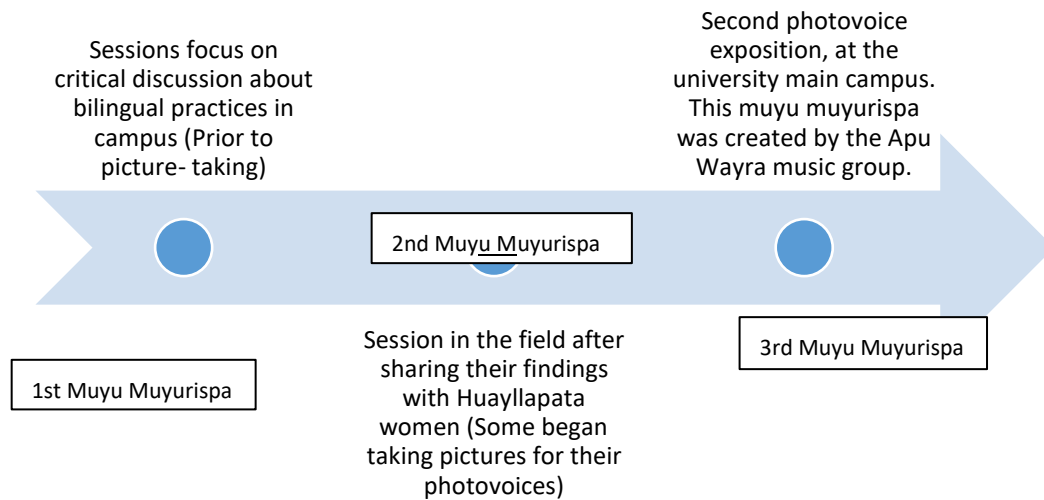 Sessions focus on
critical discussion about
bilingual practices in
campus (Prior to
picture- taking)
1st Muyu Muyurispa
2nd Muyu Muyurispa
Session in the field after
sharing their findings
with Huayllapata
women (Some began
taking pictures for their
photovoices)
Second photovoice
exposition, at the
university main campus.
This muyu muyurispa
was created by the Apu
Wayra music group.
3rd Muyu Muyurispa